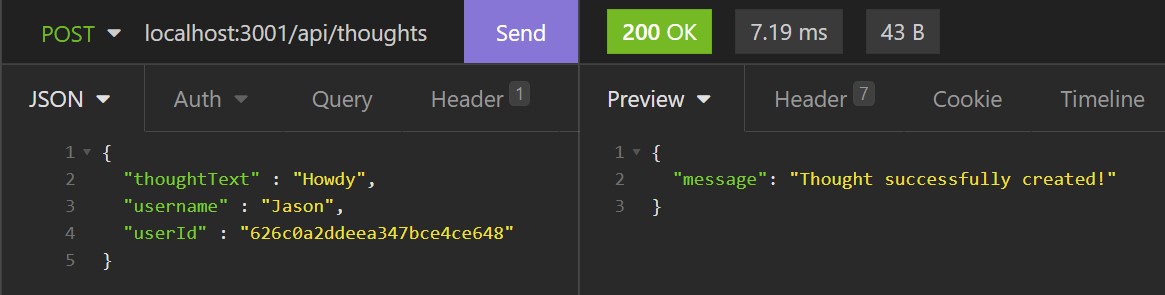 POST localhost:3001/api/thoughts Send 200 OK 7.19 ms 43 B
JSON Auth Query Header 1 Preview Header 7 Cookie Timeline
1 {
2 "thoughtText" : "Howdy",
3 "username" : "Jason",
4 "userId" : "626c0a2ddeea347bce4ce648"
5 }
1 {
2 "message": "Thought successfully created!"
3 }